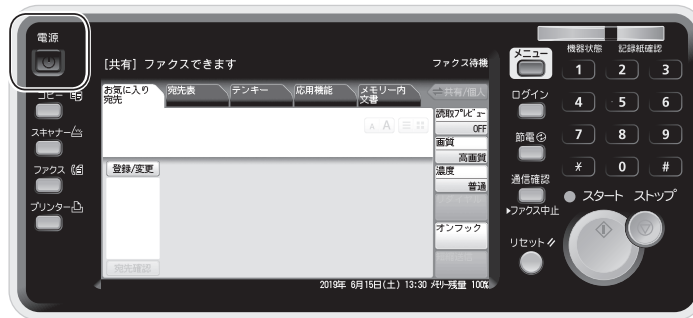 電源
コピー
スキャナー
ファクス
プリンター
[共有] ファクスできます
ファクス待機
お気に入り
宛先
宛先表
テンキー
応用機能
メモリー内
文書
共有/個人
A A
読取プレビュー
OFF
画質
高画質
濃度
普通
オンフック
登録/変更
宛先確認
2019年 6月15日(土) 13:30 メモリー残量 100%
メニュー
ログイン
節電
通信確認
▶ファクス中止
リセット
機器状態
記録紙確認
1 2 3
4 5 6
7 8 9
* 0 #
スタート ストップ